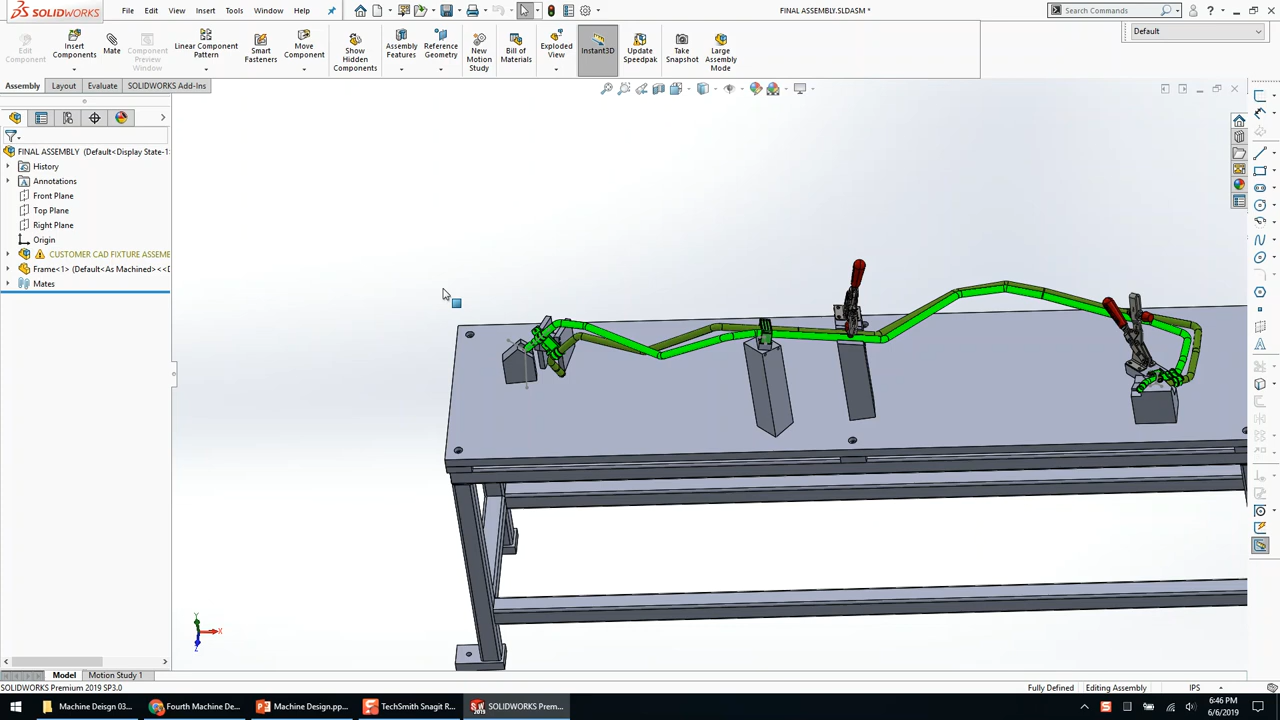 SOLIDWORKS
File Edit View Insert Tools Window Help
FINAL ASSEMBLY.SLDASM *
Search Commands
Edit Component
Insert Components
Mate
Component Preview Window
Linear Component Pattern
Smart Fasteners
Move Component
Show Hidden Components
Assembly Features
Reference Geometry
New Motion Study
Bill of Materials
Exploded View
Instant3D
Update Speedpak
Take Snapshot
Large Assembly Mode
Default
Assembly Layout Evaluate SOLIDWORKS Add-Ins
FINAL ASSEMBLY (Default<Display State-1
History
Annotations
Front Plane
Top Plane
Right Plane
Origin
CUSTOMER CAD FIXTURE ASSEME
Frame<1> (Default<As Machined><<D
Mates
Y
X
Z
Model Motion Study 1
SOLIDWORKS Premium 2019 SP3.0
Fully Defined Editing Assembly IPS
Machine Deisgn 03...
Fourth Machine De...
Machine Design.pp...
TechSmith Snagit R...
SOLIDWORKS Prem...
6:46 PM
6/6/2019